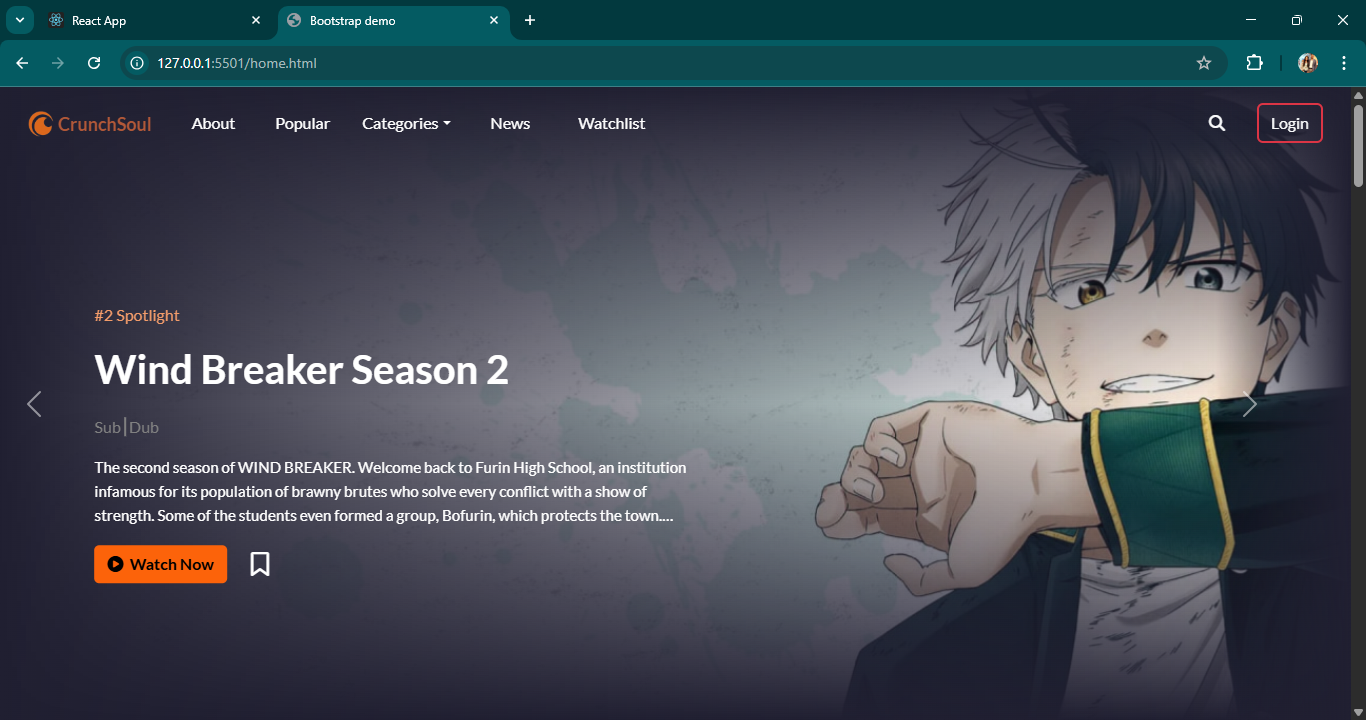 React App
Bootstrap demo
127.0.0.1:5501/home.html
CrunchSoul About Popular Categories News Watchlist Login
#2 Spotlight
Wind Breaker Season 2
Sub|Dub
The second season of WIND BREAKER. Welcome back to Furin High School, an institution
infamous for its population of brawny brutes who solve every conflict with a show of
strength. Some of the students even formed a group, Bofurin, which protects the town....
Watch Now